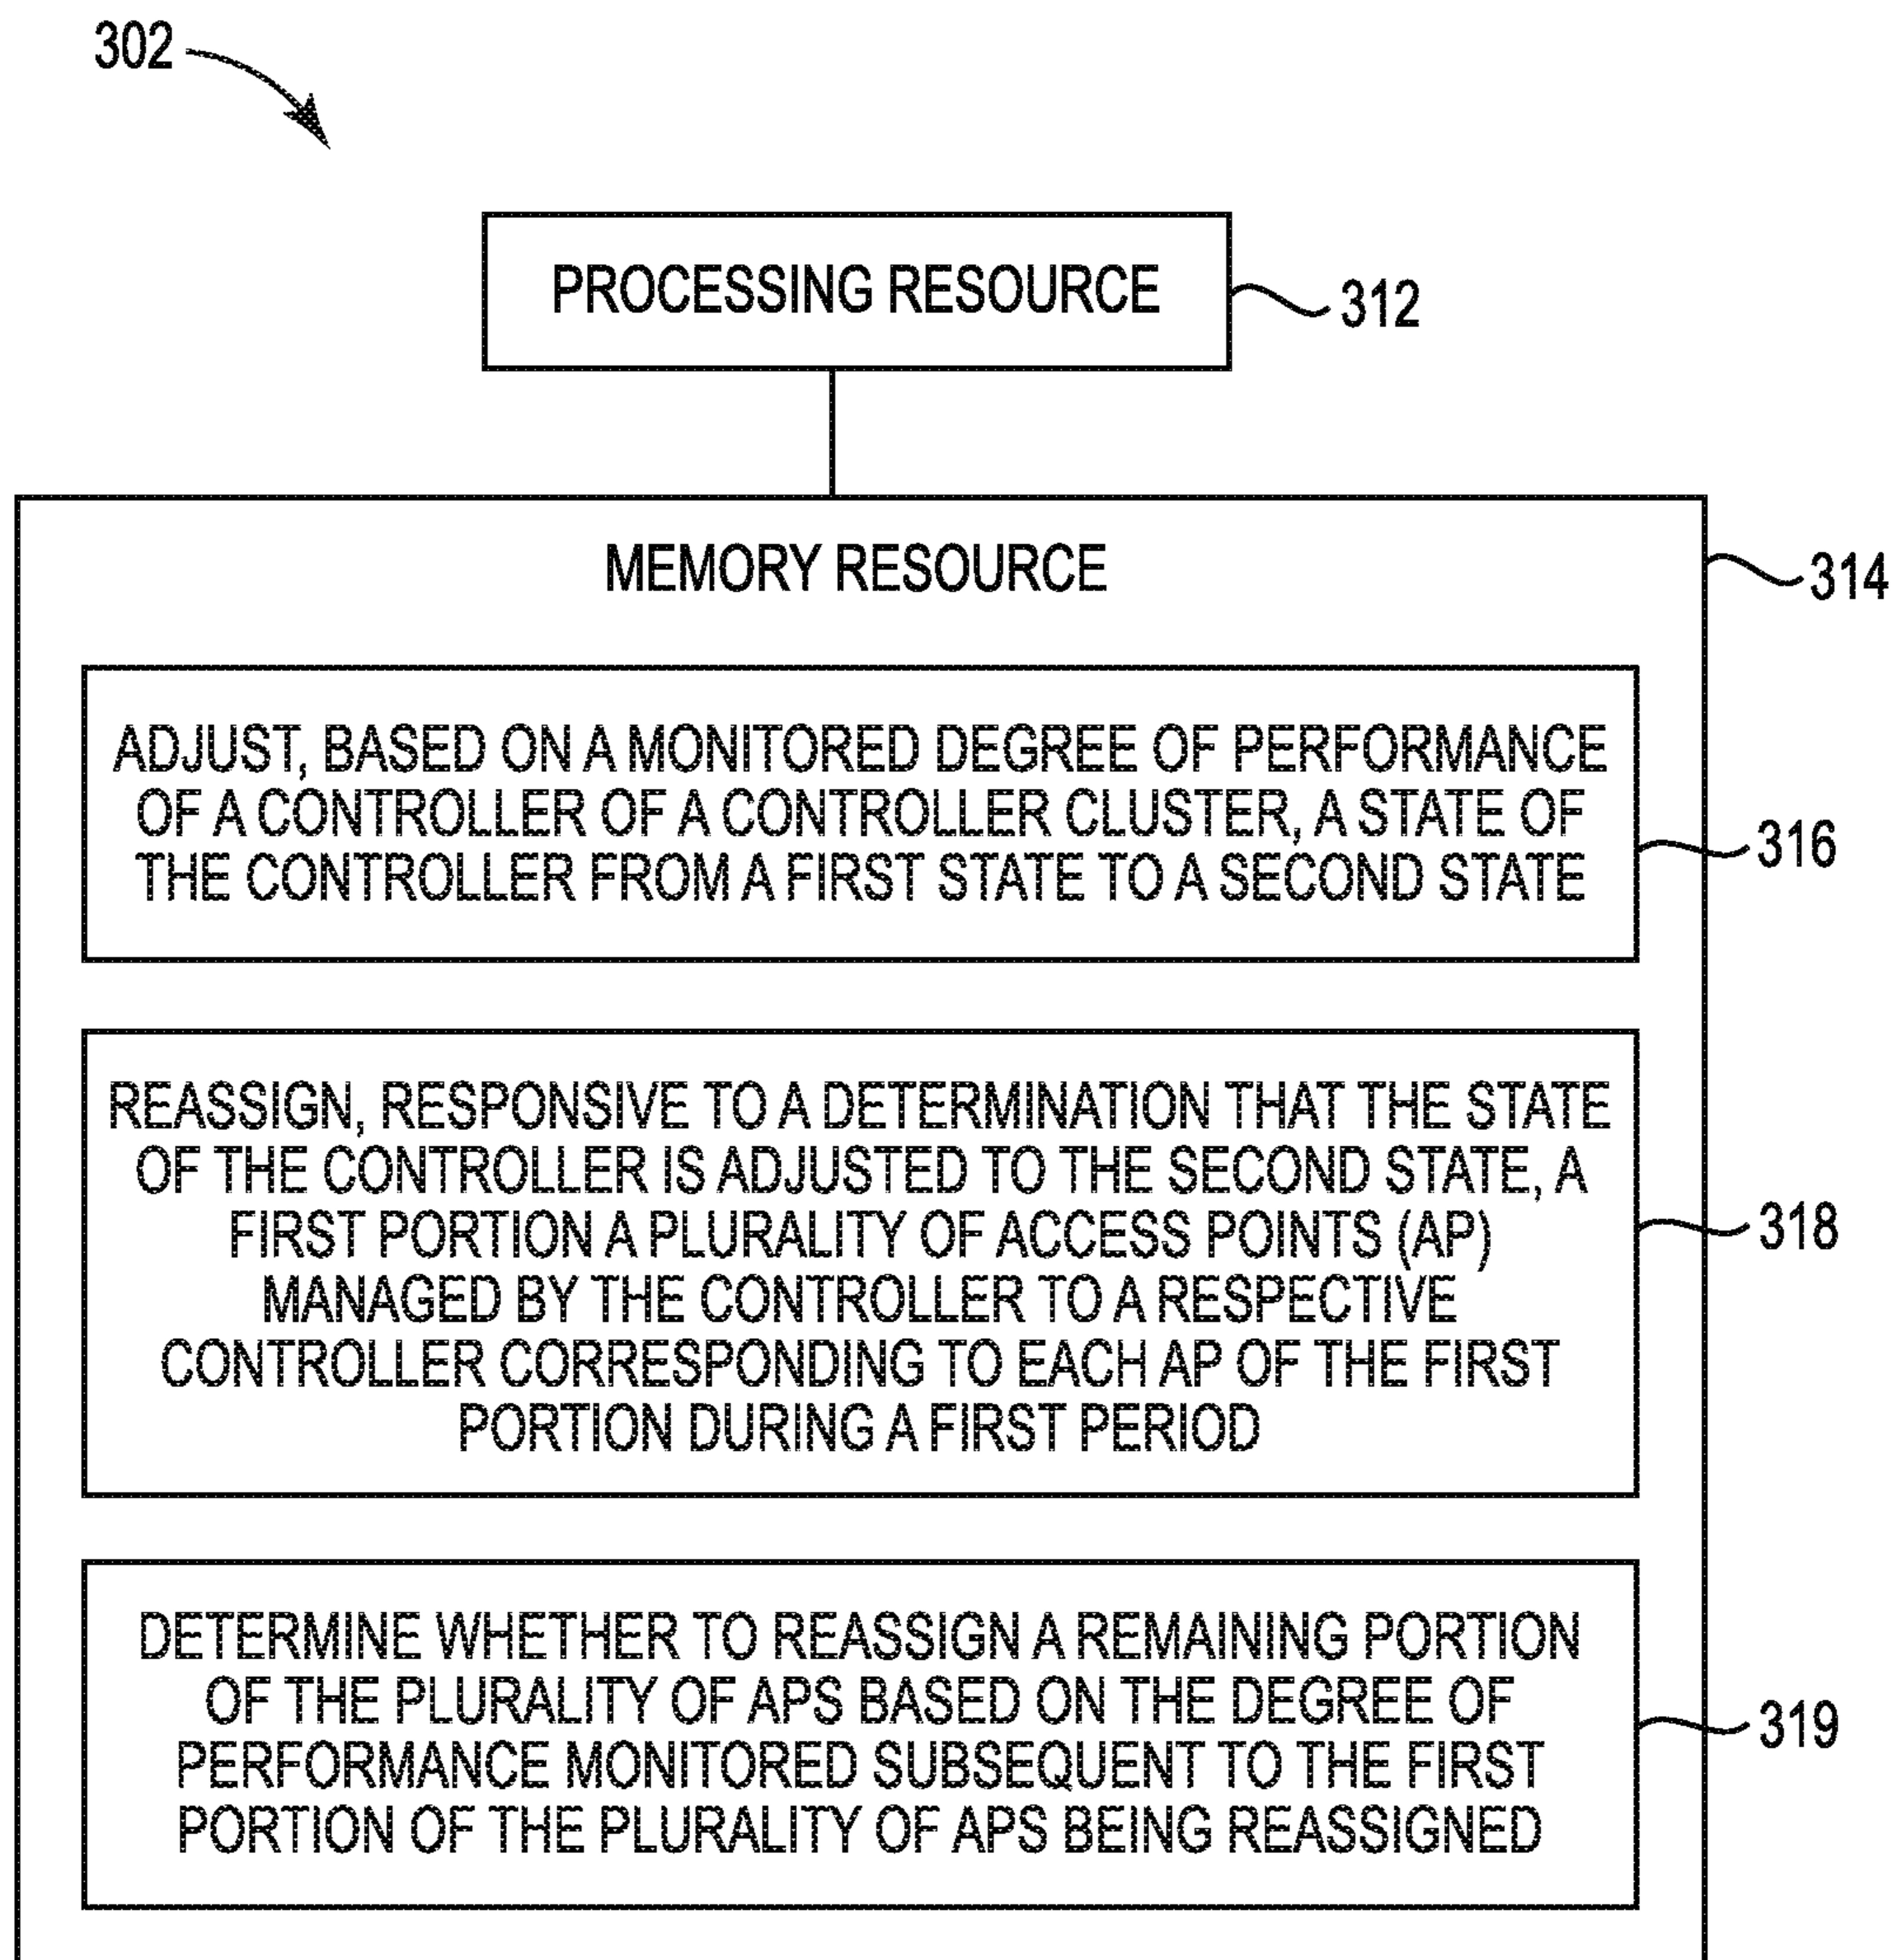 302
PROCESSING RESOURCE
312
MEMORY RESOURCE
314
ADJUST, BASED ON A MONITORED DEGREE OF PERFORMANCE
OF A CONTROLLER OF A CONTROLLER CLUSTER, A STATE OF
THE CONTROLLER FROM A FIRST STATE TO A SECOND STATE
316
REASSIGN, RESPONSIVE TO A DETERMINATION THAT THE STATE
OF THE CONTROLLER IS ADJUSTED TO THE SECOND STATE, A
FIRST PORTION A PLURALITY OF ACCESS POINTS (AP)
MANAGED BY THE CONTROLLER TO A RESPECTIVE
CONTROLLER CORRESPONDING TO EACH AP OF THE FIRST
PORTION DURING A FIRST PERIOD
318
DETERMINE WHETHER TO REASSIGN A REMAINING PORTION
OF THE PLURALITY OF APS BASED ON THE DEGREE OF
PERFORMANCE MONITORED SUBSEQUENT TO THE FIRST
PORTION OF THE PLURALITY OF APS BEING REASSIGNED
319